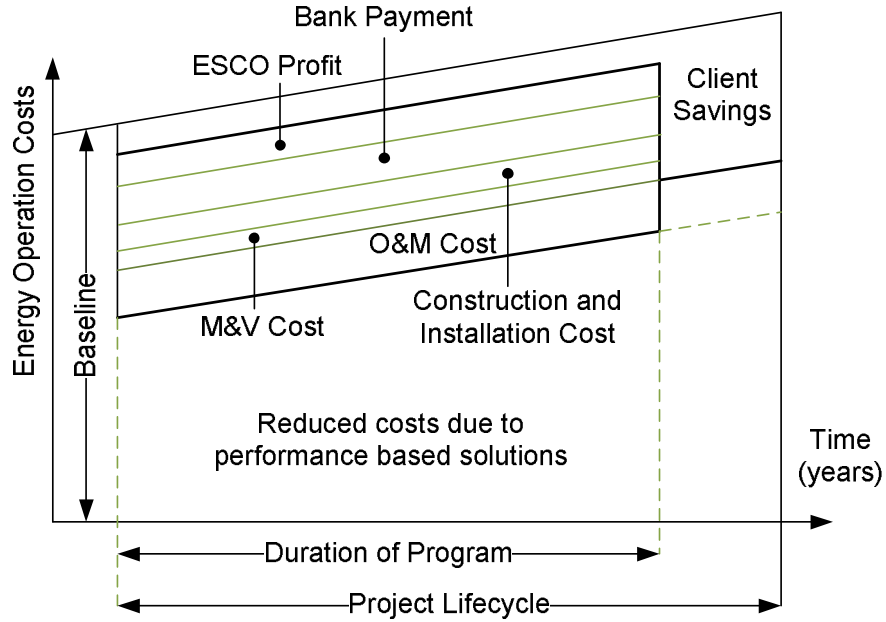 Bank Payment
ESCO Profit
Client
Savings
Energy Operation Costs
Baseline
O&M Cost
M&V Cost
Construction and
Installation Cost
Reduced costs due to
performance based solutions
Time
(years)
Duration of Program
Project Lifecycle